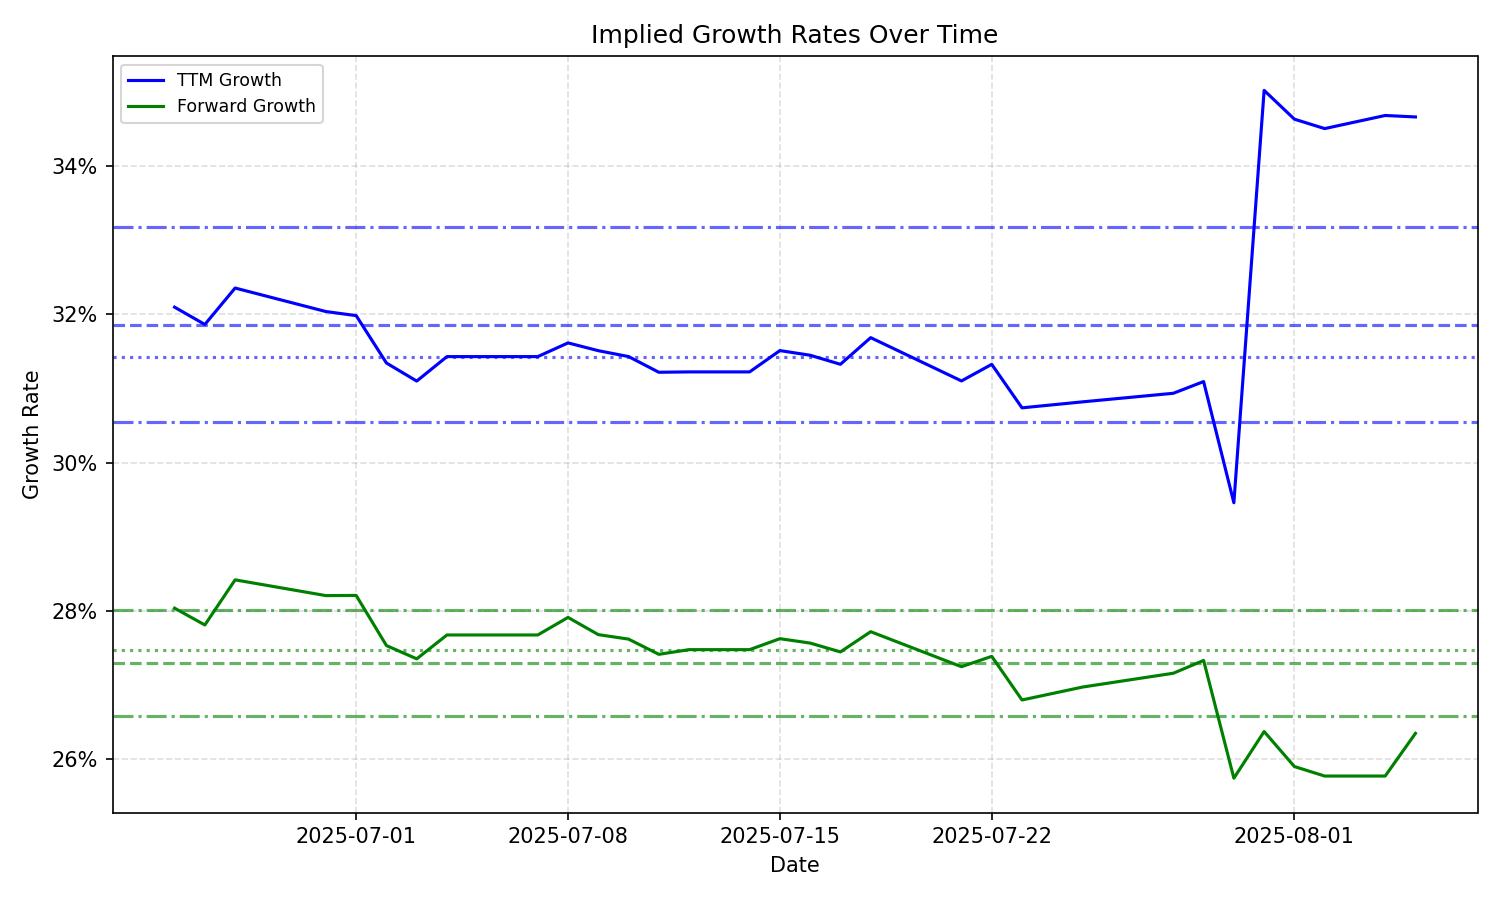 Implied Growth Rates Over Time
TTM Growth
Forward Growth
34%
32%
30%
28%
26%
Growth Rate
2025-07-01
2025-07-08
2025-07-15
2025-07-22
2025-08-01
Date